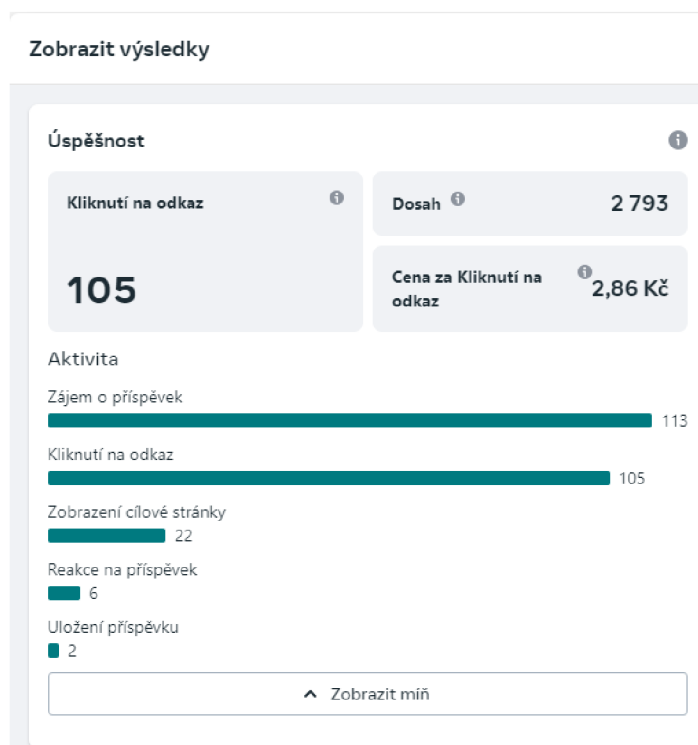 Zobrazit výsledky
Úspěšnost
Kliknutí na odkaz
105
Dosah
2 793
Cena za Kliknutí na
odkaz
2,86 Kč
Aktivita
Zájem o příspěvek
113
Kliknutí na odkaz
105
Zobrazení cílové stránky
22
Reakce na příspěvek
6
Uložení příspěvku
2
Zobrazit míň